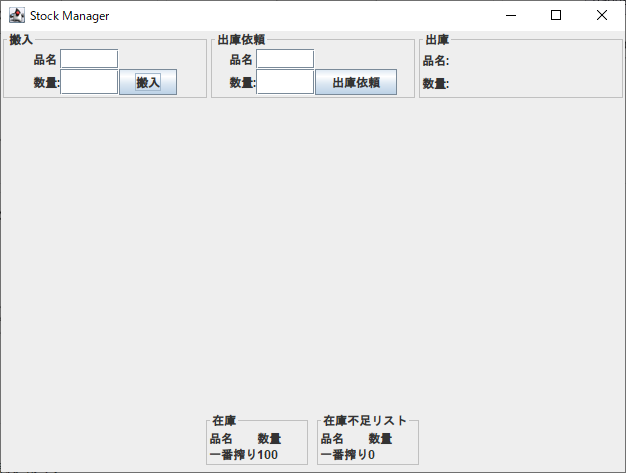 Stock Manager
搬入
品名
数量:
搬入
出庫依頼
品名
数量:
出庫依頼
出庫
品名:
数量:
在庫
品名 数量
一番搾り100
在庫不足リスト
品名 数量
一番搾り0